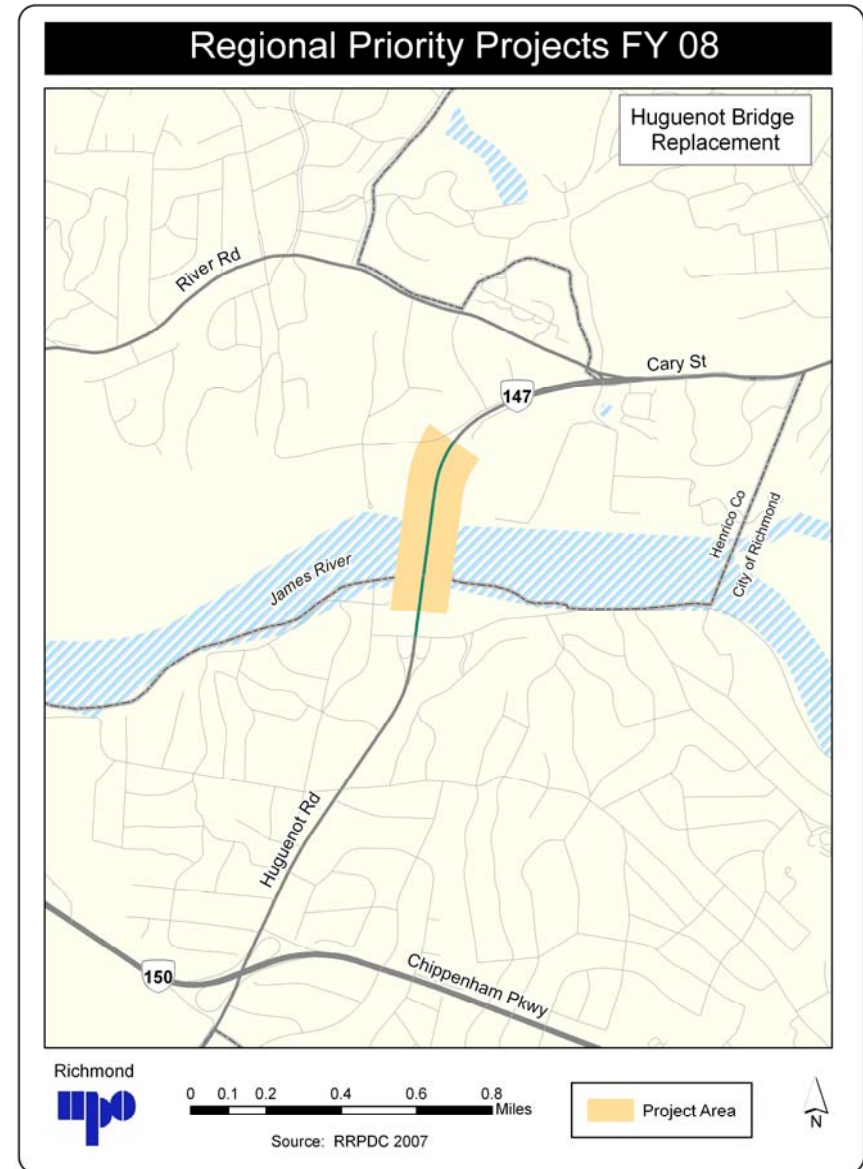 Regional Priority Projects FY 08
Huguenot Bridge
Replacement
River Rd
Cary St
147
Henrico Co
City of Richmond
James River
Huguenot Rd
150
Chippenham Pkwy
Richmond
mpo
0 0.1 0.2 0.4 0.6 0.8
Miles
Source: RRPDC 2007
Project Area
N